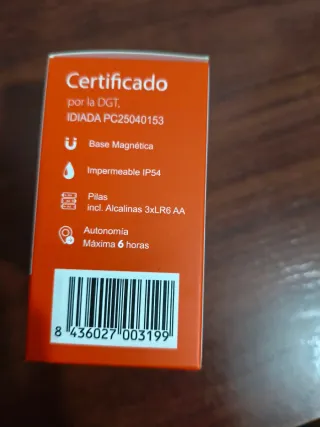 Certificado
por la DGT,
IDIADA PC25040153
Base Magnética
Impermeable IP54
Pilas
incl. Alcalinas 3xLR6 AA
Autonomía
Máxima 6 horas
8 436027 003199